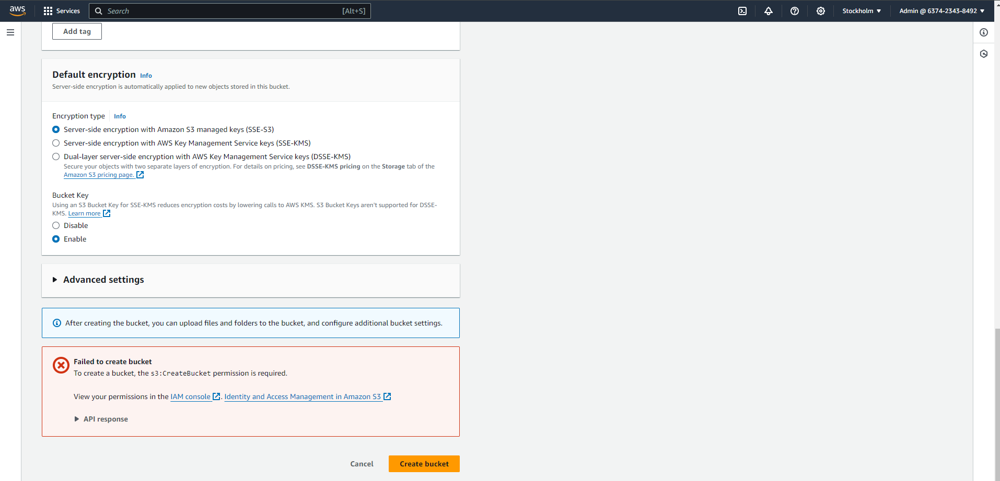 aws
Services
Search
[Alt+S]
Stockholm
Admin @ 6374-2343-8492
Add tag
Default encryption Info
Server-side encryption is automatically applied to new objects stored in this bucket.
Encryption type Info
Server-side encryption with Amazon S3 managed keys (SSE-S3)
Server-side encryption with AWS Key Management Service keys (SSE-KMS)
Dual-layer server-side encryption with AWS Key Management Service keys (DSSE-KMS)
Secure your objects with two separate layers of encryption. For details on pricing, see DSSE-KMS pricing on the Storage tab of the
Amazon S3 pricing page.
Bucket Key
Using an S3 Bucket Key for SSE-KMS reduces encryption costs by lowering calls to AWS KMS. S3 Bucket Keys aren't supported for DSSE-
KMS. Learn more
Disable
Enable
Advanced settings
After creating the bucket, you can upload files and folders to the bucket, and configure additional bucket settings.
Failed to create bucket
To create a bucket, the s3:CreateBucket permission is required.
View your permissions in the IAM console. Identity and Access Management in Amazon S3
API response
Cancel
Create bucket